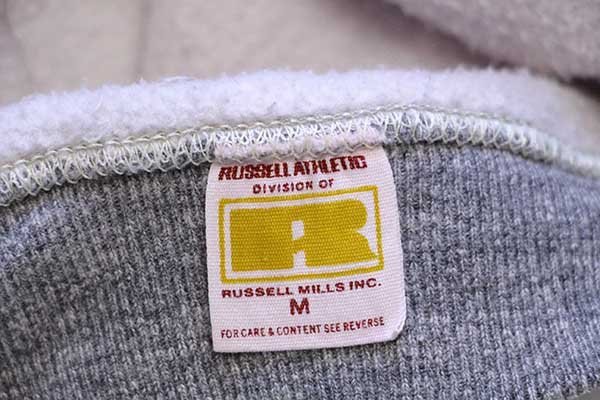 RUSSELL ATHLETIC
DIVISION OF
R
RUSSELL MILLS INC.
M
FOR CARE & CONTENT SEE REVERSE